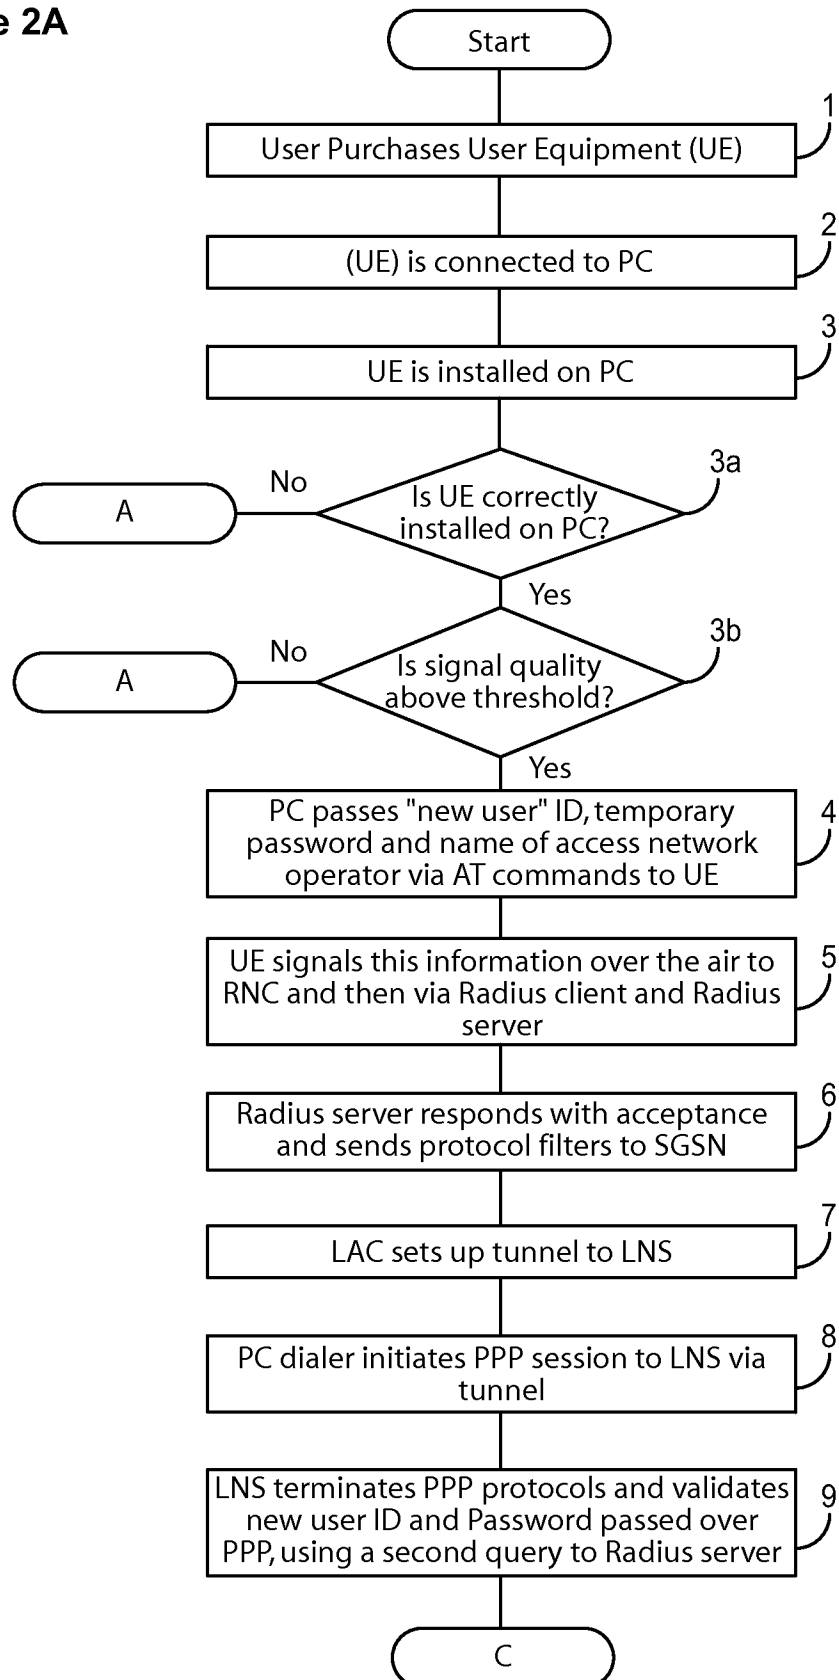 e 2A
Start
1
User Purchases User Equipment (UE)
2
(UE) is connected to PC
3
UE is installed on PC
3a
No
A
Is UE correctly
installed on PC?
Yes
3b
No
A
Is signal quality
above threshold?
Yes
4
PC passes "new user" ID, temporary
password and name of access network
operator via AT commands to UE
5
UE signals this information over the air to
RNC and then via Radius client and Radius
server
6
Radius server responds with acceptance
and sends protocol filters to SGSN
7
LAC sets up tunnel to LNS
8
PC dialer initiates PPP session to LNS via
tunnel
9
LNS terminates PPP protocols and validates
new user ID and Password passed over
PPP, using a second query to Radius server
C